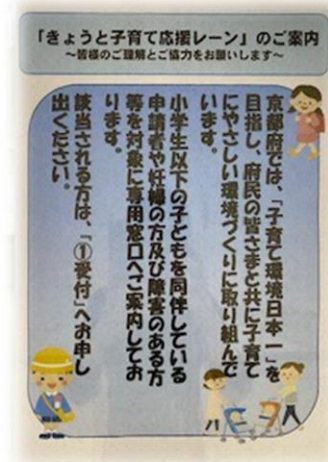 「きょうと子育て応援レーン」のご案内
～皆様のご理解とご協力をお願いします～
京都府では、「子育て環境日本一」を
目指し、府民の皆さまと共に子育て
にやさしい環境づくりに取り組んで
います。
小学生以下の子どもを同伴している
申請者や妊婦の方及び障害のある方
等を対象に専用窓口へご案内してお
ります。
該当される方は、「①受付」へお申し
出ください。